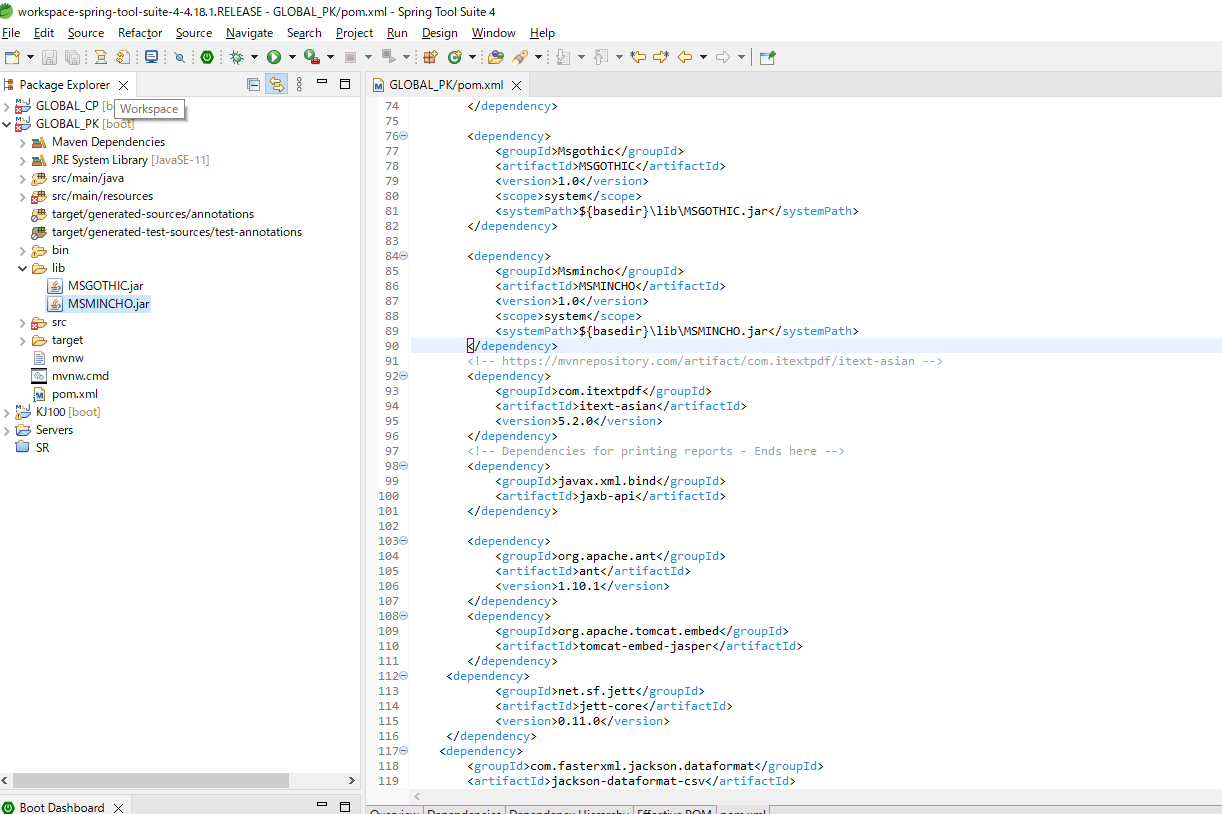 workspace-spring-tool-suite-4-4.18.1.RELEASE - GLOBAL_PK/pom.xml - Spring Tool Suite 4
File Edit Source Refactor Source Navigate Search Project Run Design Window Help
Package Explorer
GLOBAL_PK/pom.xml
GLOBAL_CP [b
Workspace
GLOBAL_PK [boot]
Maven Dependencies
JRE System Library [JavaSE-11]
src/main/java
src/main/resources
target/generated-sources/annotations
target/generated-test-sources/test-annotations
bin
lib
MSGOTHIC.jar
MSMINCHO.jar
src
target
mvnw
mvnw.cmd
pom.xml
KJ100 [boot]
Servers
SR
Boot Dashboard
74 </dependency>
75
76 <dependency>
77 <groupId>Msgothic</groupId>
78 <artifactId>MSGOTHIC</artifactId>
79 <version>1.0</version>
80 <scope>system</scope>
81 <systemPath>${basedir}\lib\MSGOTHIC.jar</systemPath>
82 </dependency>
83
84 <dependency>
85 <groupId>Msmincho</groupId>
86 <artifactId>MSMINCHO</artifactId>
87 <version>1.0</version>
88 <scope>system</scope>
89 <systemPath>${basedir}\lib\MSMINCHO.jar</systemPath>
90 </dependency>
91 <!-- https://mvnrepository.com/artifact/com.itextpdf/itext-asian -->
92 <dependency>
93 <groupId>com.itextpdf</groupId>
94 <artifactId>itext-asian</artifactId>
95 <version>5.2.0</version>
96 </dependency>
97 <!-- Dependencies for printing reports - Ends here -->
98 <dependency>
99 <groupId>javax.xml.bind</groupId>
100 <artifactId>jaxb-api</artifactId>
101 </dependency>
102
103 <dependency>
104 <groupId>org.apache.ant</groupId>
105 <artifactId>ant</artifactId>
106 <version>1.10.1</version>
107 </dependency>
108 <dependency>
109 <groupId>org.apache.tomcat.embed</groupId>
110 <artifactId>tomcat-embed-jasper</artifactId>
111 </dependency>
112 <dependency>
113 <groupId>net.sf.jett</groupId>
114 <artifactId>jett-core</artifactId>
115 <version>0.11.0</version>
116 </dependency>
117 <dependency>
118 <groupId>com.fasterxml.jackson.dataformat</groupId>
119 <artifactId>jackson-dataformat-csv</artifactId>
Overview Dependencies Dependency Hierarchy Effective POM pom.xml